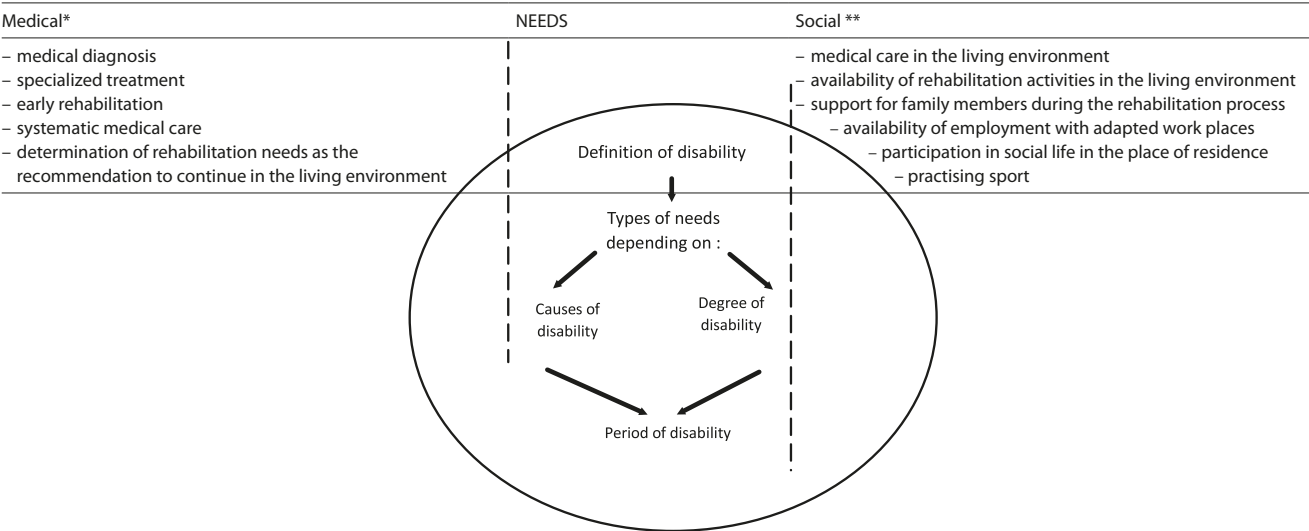 Medical*
NEEDS
Social **
– medical diagnosis
– specialized treatment
– early rehabilitation
– systematic medical care
– determination of rehabilitation needs as the
recommendation to continue in the living environment
– medical care in the living environment
– availability of rehabilitation activities in the living environment
– support for family members during the rehabilitation process
– availability of employment with adapted work places
– participation in social life in the place of residence
– practising sport
Definition of disability
Types of needs
depending on :
Causes of
disability
Degree of
disability
Period of disability